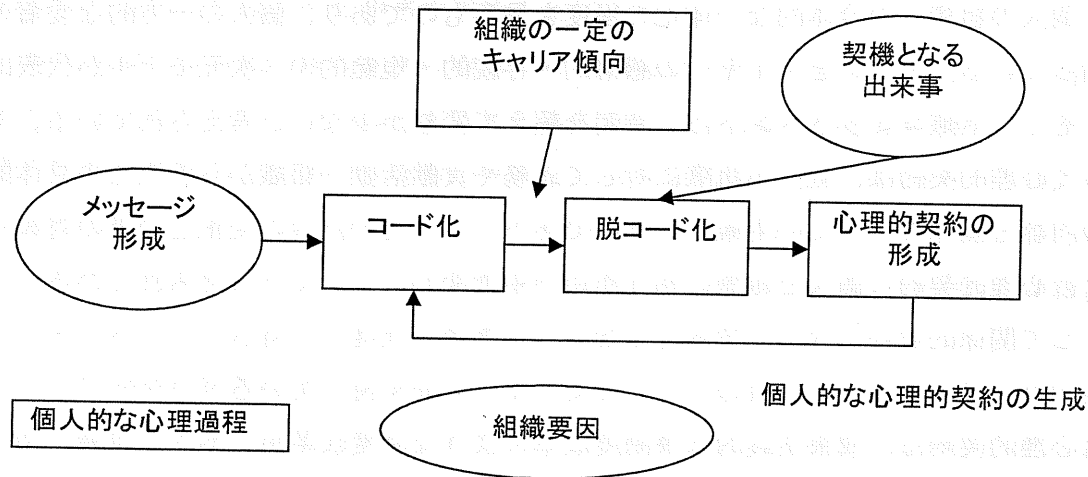 組織の一定の
キャリア傾向
契機となる
出来事
メッセージ
形成
コード化
脱コード化
心理的契約の
形成
個人的な心理過程
組織要因
個人的な心理的契約の生成